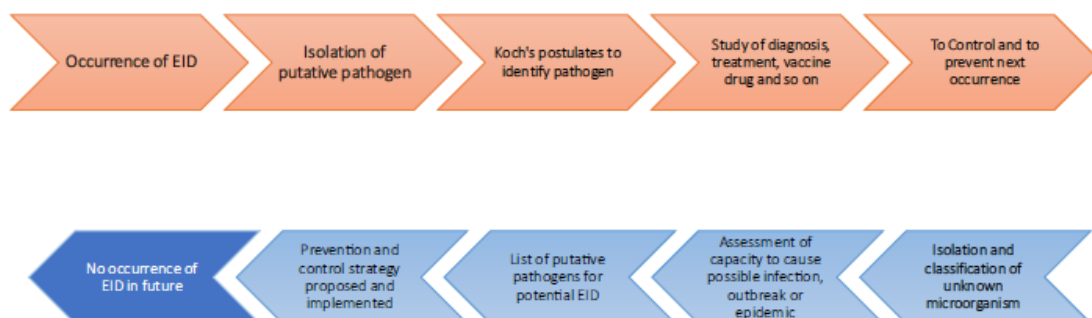 Occurrence of EID
Isolation of
putative pathogen
Koch's postulates to
identify pathogen
Study of diagnosis,
treatment, vaccine
drug and so on
To Control and to
prevent next
occurrence
No occurrence of
EID in future
Prevention and
control strategy
proposed and
implemented
List of putative
pathogens for
potential EID
Assessment of
capacity to cause
possible infection,
outbreak or
epidemic
Isolation and
classification of
unknown
microorganism